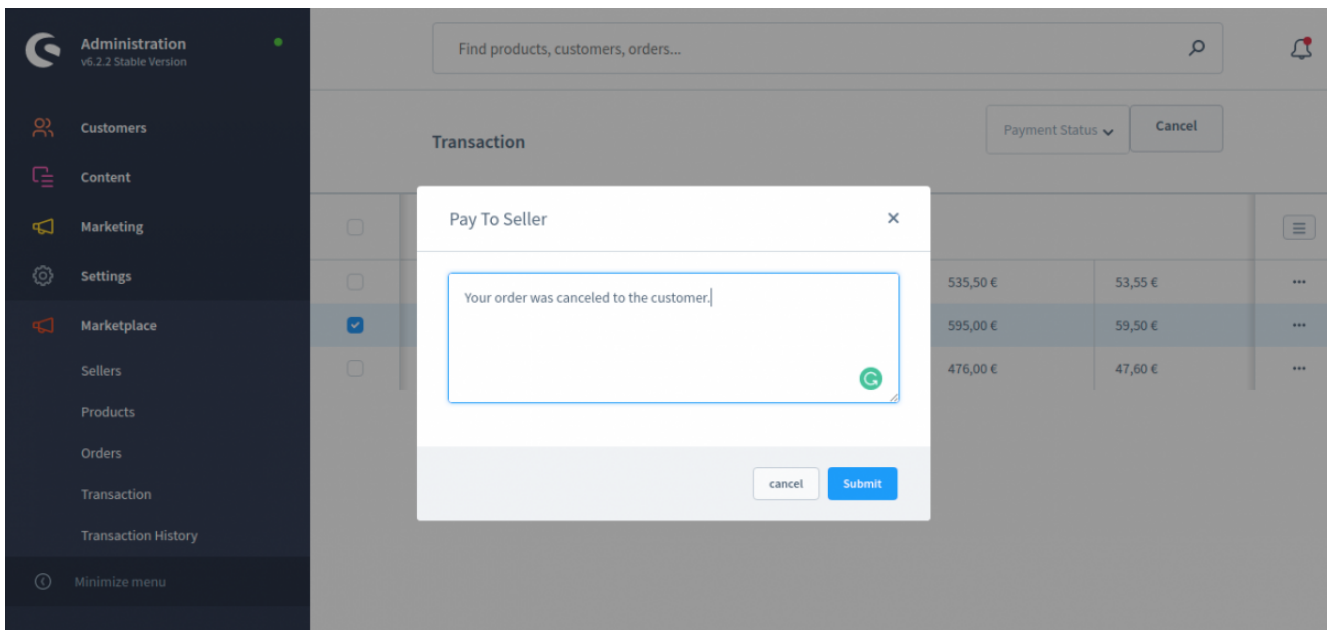 Administration
v6.2.2 Stable Version
Find products, customers, orders...
Customers
Content
Marketing
Settings
Marketplace
Sellers
Products
Orders
Transaction
Transaction History
Minimize menu
Transaction
Payment Status
Cancel
Pay To Seller
Your order was canceled to the customer.
cancel
Submit
535,50 € 53,55 €
595,00 € 59,50 €
476,00 € 47,60 €